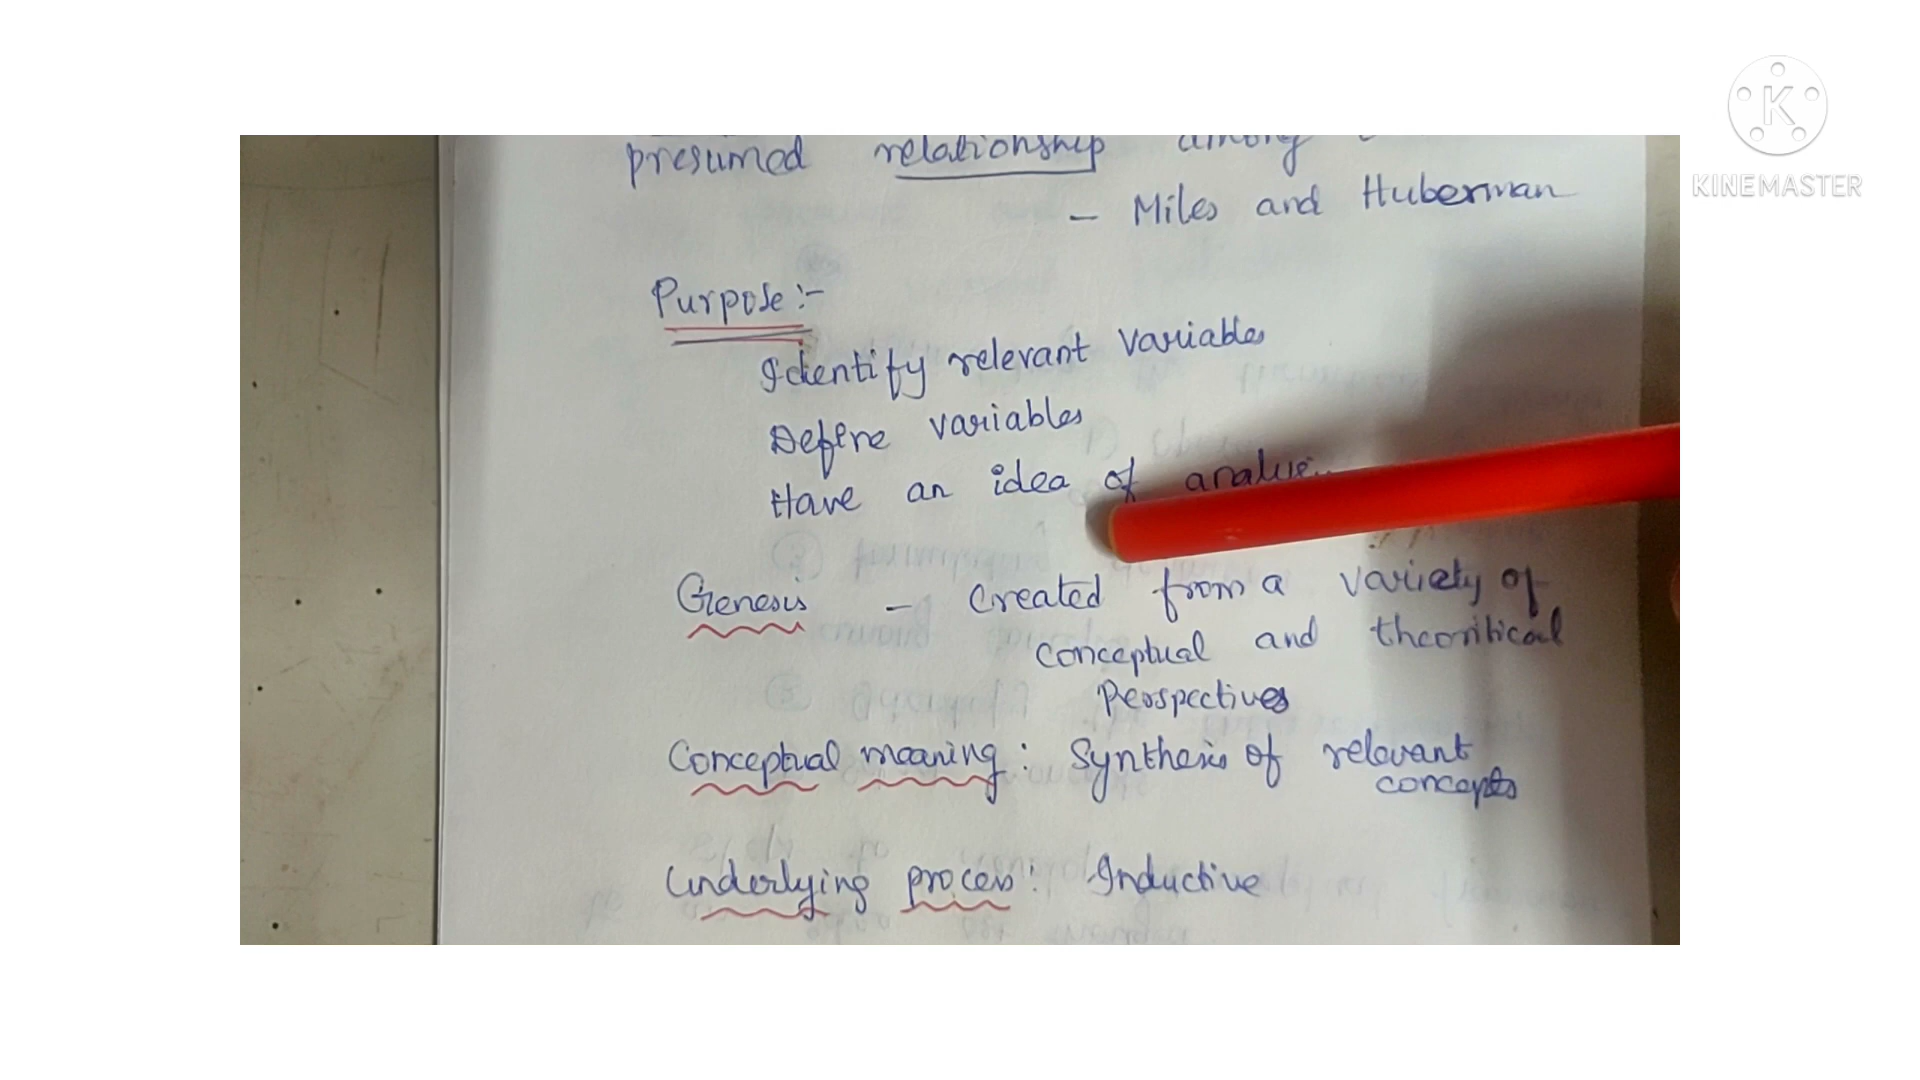 presumed relationship among
- Miles and Huberman
Purpose :-
Identify relevant variables
Define variables
Have an idea of
Genesis - Created from a variety of
conceptual and theoritical
Perspectives
Conceptual meaning : Synthesis of relevant
concepts
Underlying process : Inductive
K
KINEMASTER